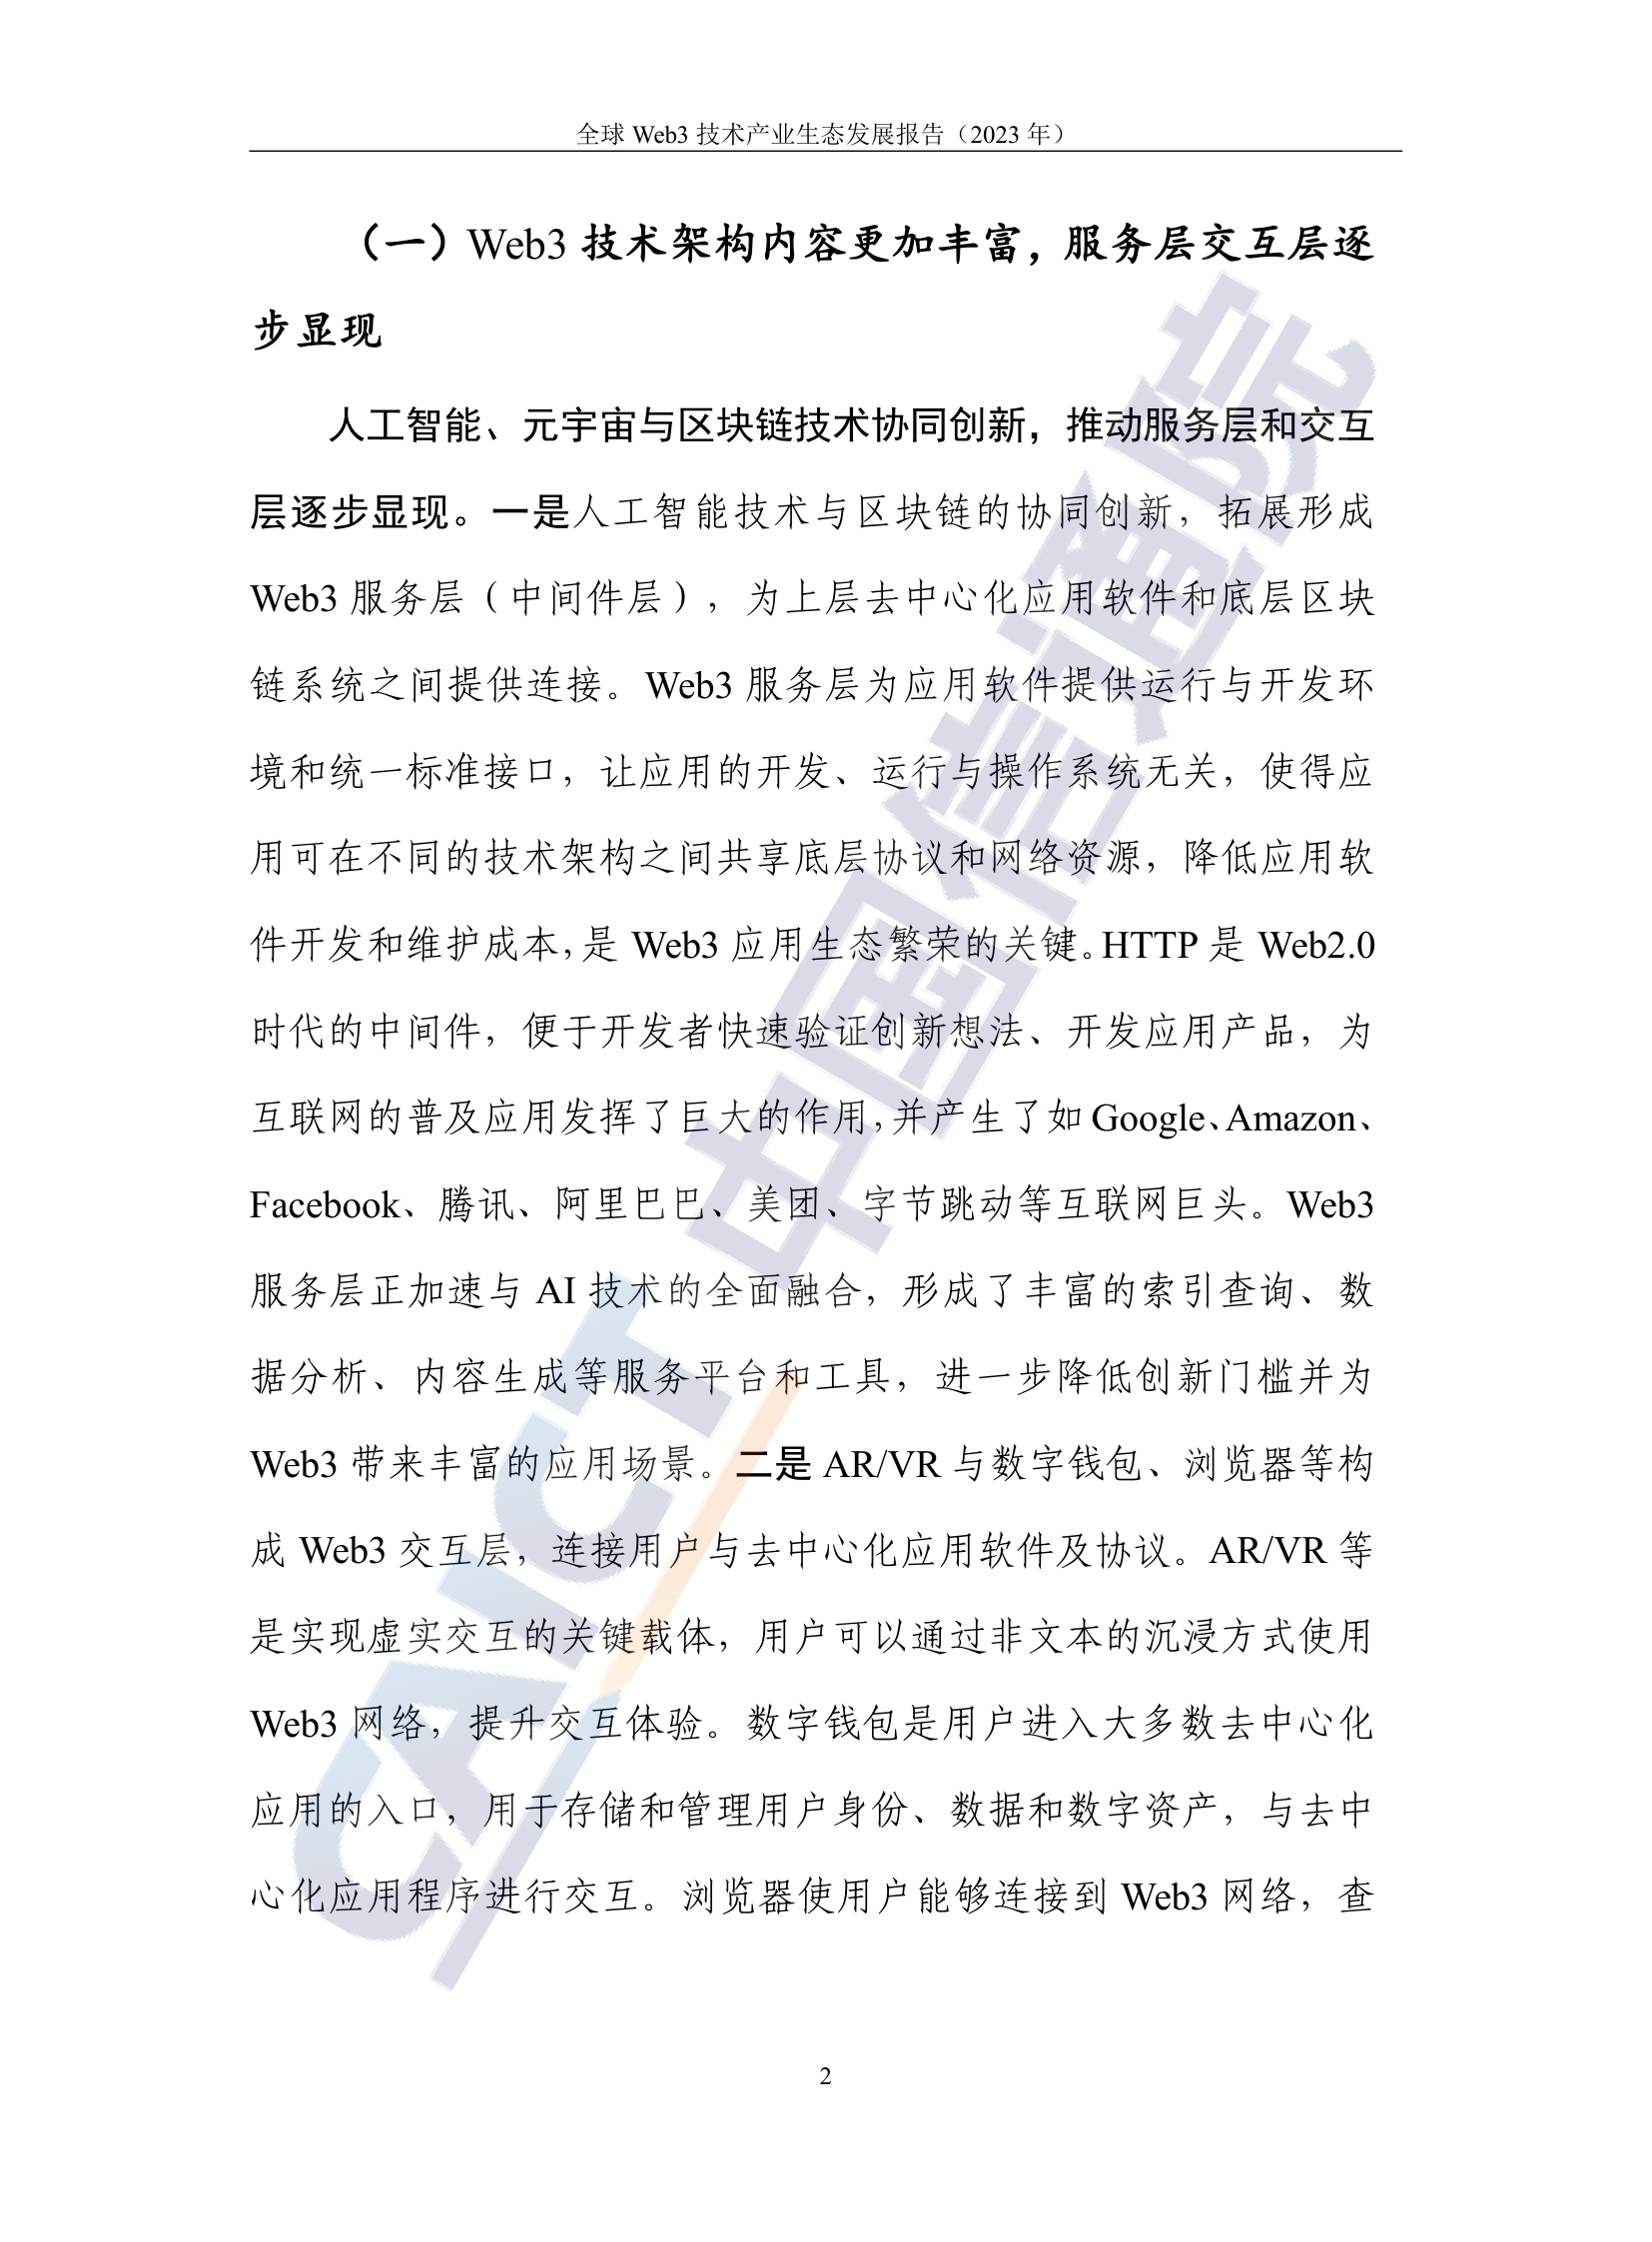 全球 Web3 技术产业生态发展报告（2023 年）
（一）Web3 技术架构内容更加丰富，服务层交互层逐
步显现
人工智能、元宇宙与区块链技术协同创新，推动服务层和交互
层逐步显现。一是人工智能技术与区块链的协同创新，拓展形成
Web3 服务层（中间件层），为上层去中心化应用软件和底层区块
链系统之间提供连接。Web3 服务层为应用软件提供运行与开发环
境和统一标准接口，让应用的开发、运行与操作系统无关，使得应
用可在不同的技术架构之间共享底层协议和网络资源，降低应用软
件开发和维护成本，是 Web3 应用生态繁荣的关键。HTTP 是 Web2.0
时代的中间件，便于开发者快速验证创新想法、开发应用产品，为
互联网的普及应用发挥了巨大的作用，并产生了如 Google、Amazon、
Facebook、腾讯、阿里巴巴、美团、字节跳动等互联网巨头。Web3
服务层正加速与 AI 技术的全面融合，形成了丰富的索引查询、数
据分析、内容生成等服务平台和工具，进一步降低创新门槛并为
Web3 带来丰富的应用场景。二是 AR/VR 与数字钱包、浏览器等构
成 Web3 交互层，连接用户与去中心化应用软件及协议。AR/VR 等
是实现虚实交互的关键载体，用户可以通过非文本的沉浸方式使用
Web3 网络，提升交互体验。数字钱包是用户进入大多数去中心化
应用的入口，用于存储和管理用户身份、数据和数字资产，与去中
心化应用程序进行交互。浏览器使用户能够连接到 Web3 网络，查
CAICT 中国信通院
2